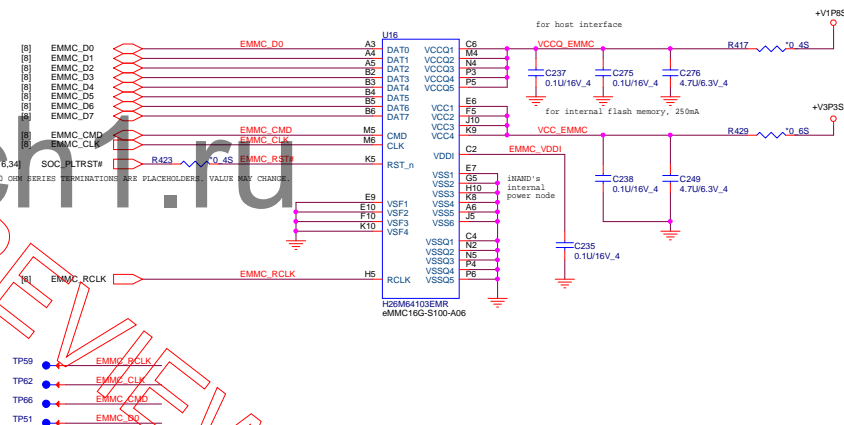 U16
for host interface
+V1P8S
[8] EMMC_D0 EMMC_D0 A3 DAT0 VCCQ1 C6 VCCQ_EMMC R417 *0_4S
[8] EMMC_D1 A4 DAT1 VCCQ2 M4
[8] EMMC_D2 A5 DAT2 VCCQ3 N4
[8] EMMC_D3 B2 DAT3 VCCQ4 P3
[8] EMMC_D4 B3 DAT4 VCCQ5 P5
[8] EMMC_D5 B4 DAT5
[8] EMMC_D6 B5 DAT6
[8] EMMC_D7 B6 DAT7
C237 0.1U/16V_4
C275 0.1U/16V_4
C276 4.7U/6.3V_4
VCC1 E6
VCC2 F5
VCC3 J10
VCC4 K9
for internal flash memory, 250mA
+V3P3S
VCC_EMMC R429 *0_6S
[8] EMMC_CMD EMMC_CMD M5 CMD
[8] EMMC_CLK EMMC_CLK M6 CLK
6,34] SOC_PLTRST# R423 *0_4S EMMC_RST# K5 RST_n
VDDI C2 EMMC_VDDI
0 OHM SERIES TERMINATIONS ARE PLACEHOLDERS. VALUE MAY CHANGE.
ch1.ru
VSS1 E7
VSS2 G5
VSS3 H10
VSS4 K8
VSS5 A6
VSS6 J5
iNAND's
internal
power node
C238 0.1U/16V_4
C249 4.7U/6.3V_4
E9 VSF1
E10 VSF2
F10 VSF3
K10 VSF4
VSSQ1 C4
VSSQ2 N2
VSSQ3 N5
VSSQ4 P4
VSSQ5 P6
C235
0.1U/16V_4
[8] EMMC_RCLK EMMC_RCLK H5 RCLK
H26M64103EMR
eMMC16G-S100-A06
TP59 EMMC_RCLK
TP62 EMMC_CLK
TP66 EMMC_CMD
TP51 EMMC_D0